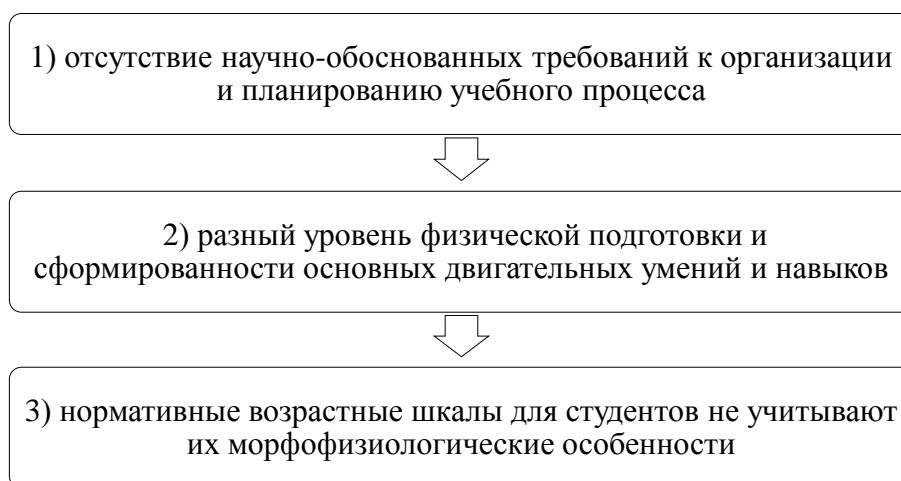 1) отсутствие научно-обоснованных требований к организации
и планированию учебного процесса
2) разный уровень физической подготовки и
сформированности основных двигательных умений и навыков
3) нормативные возрастные шкалы для студентов не учитывают
их морфофизиологические особенности